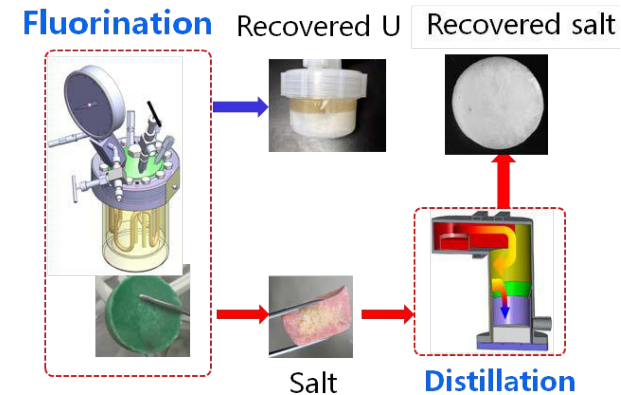 Fluorination
Recovered U
Recovered salt
Salt
Distillation